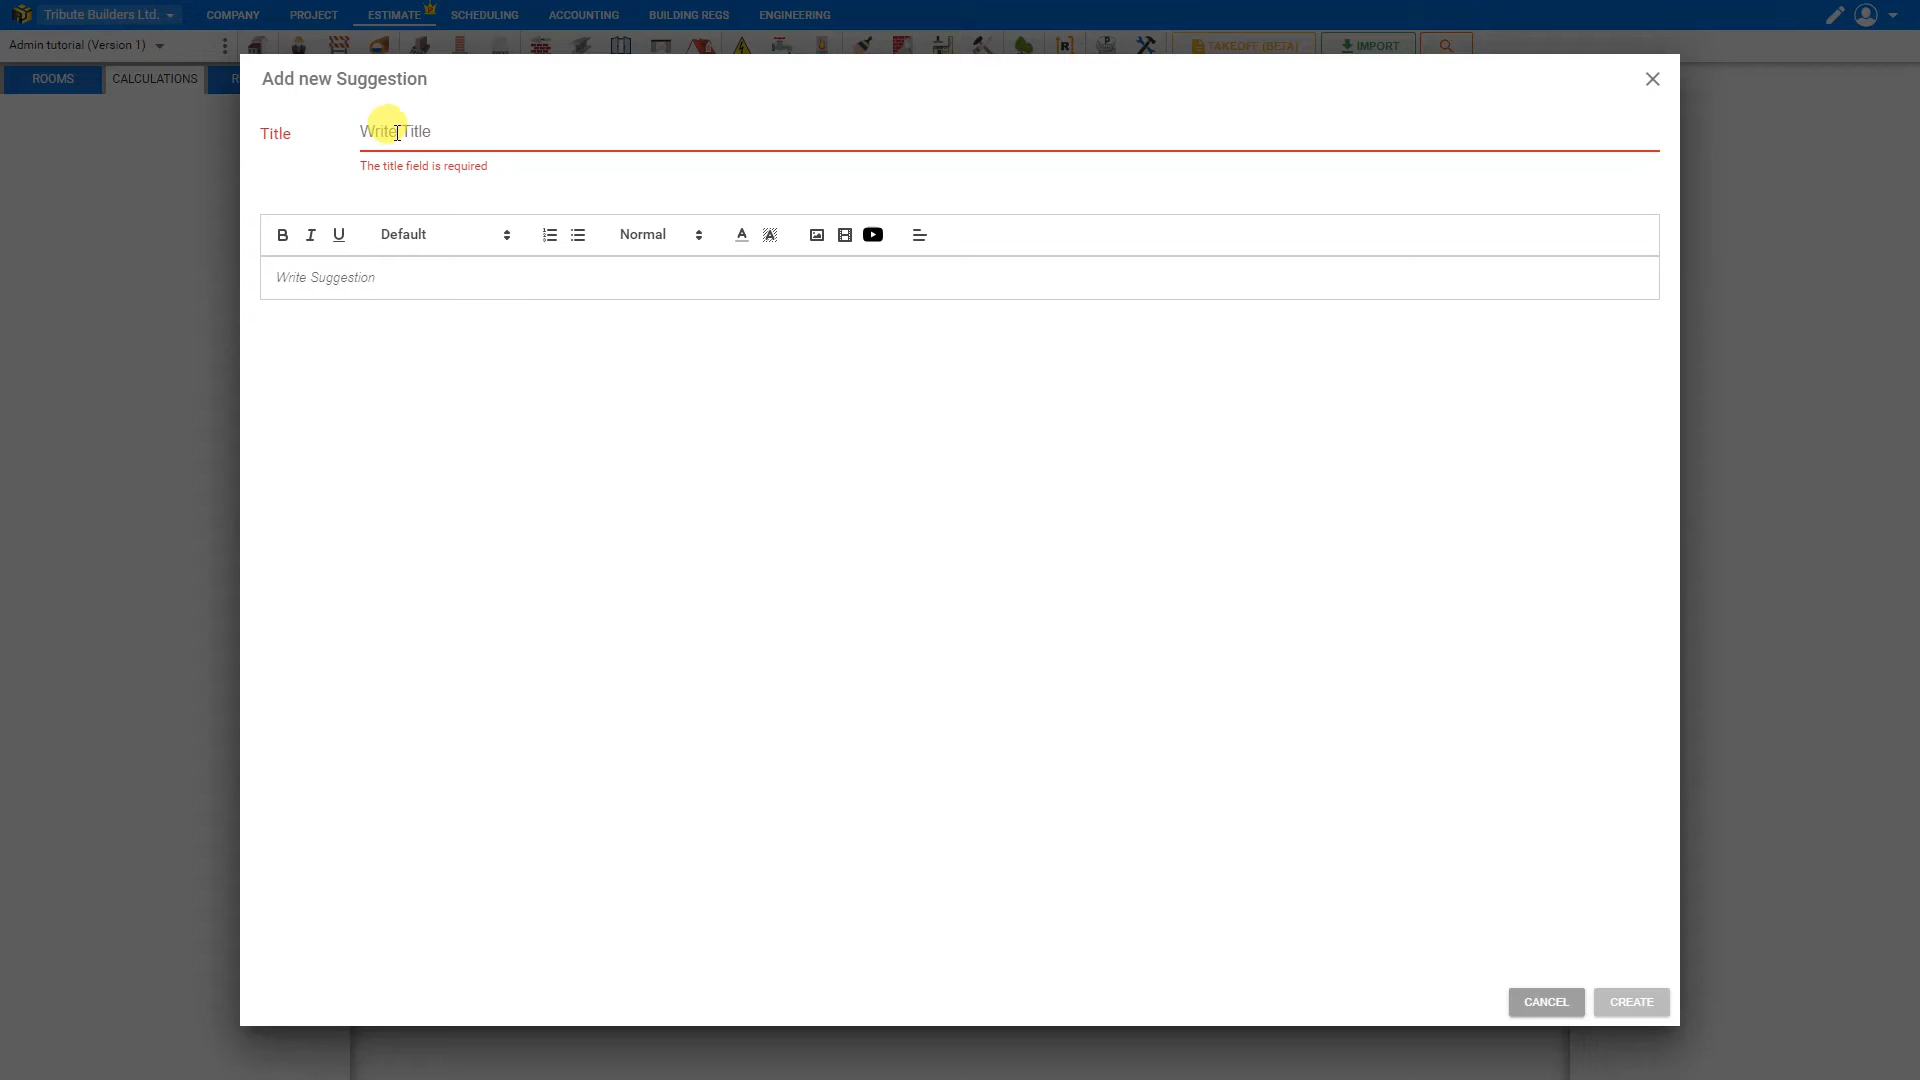 Tribute Builders Ltd.
COMPANY
PROJECT
ESTIMATE
SCHEDULING
ACCOUNTING
BUILDING REGS
ENGINEERING
Admin tutorial (Version 1)
TAKEOFF (BETA)
IMPORT
ROOMS
CALCULATIONS
R
Add new Suggestion
Title
Write Title
The title field is required
B I U
Default
Normal
Write Suggestion
CANCEL
CREATE